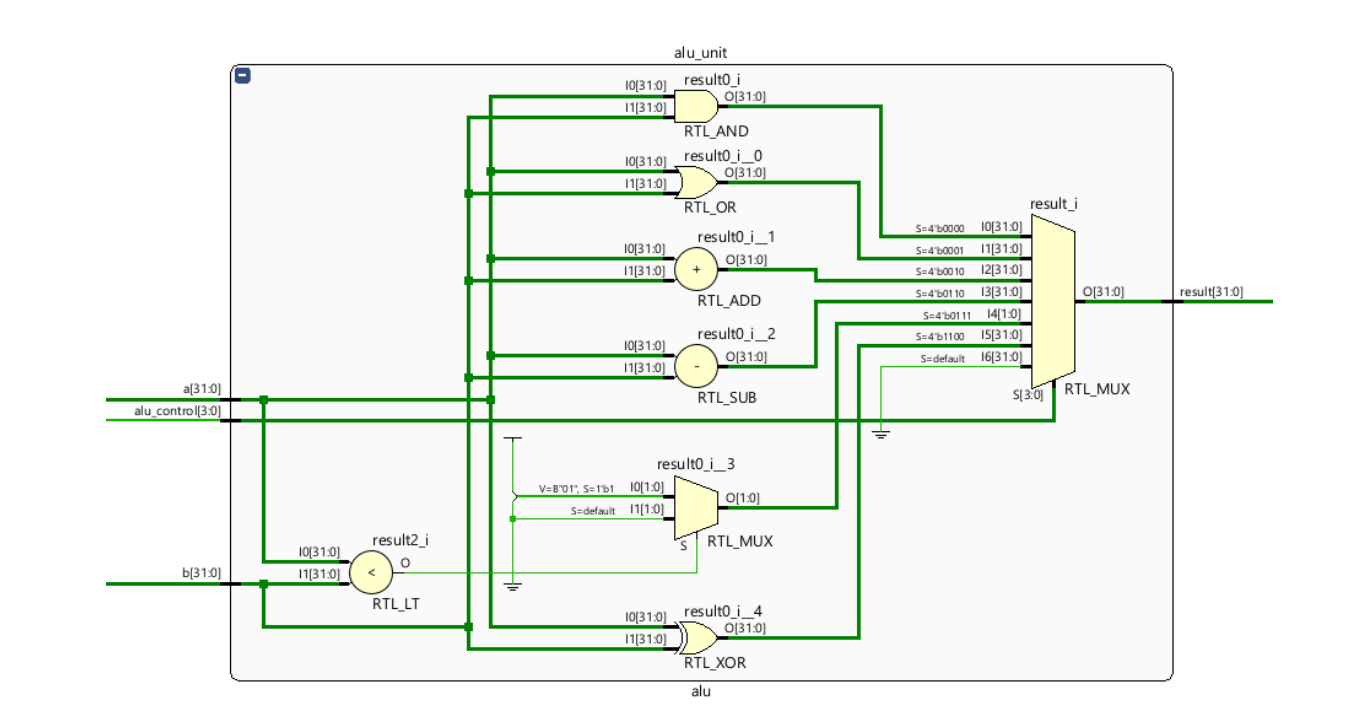 alu_unit
result0_i
I0[31:0]
O[31:0]
I1[31:0]
RTL_AND
result0_i__0
I0[31:0]
O[31:0]
I1[31:0]
RTL_OR
result0_i__1
I0[31:0]
O[31:0]
I1[31:0]
+
RTL_ADD
result0_i__2
I0[31:0]
O[31:0]
I1[31:0]
-
RTL_SUB
result_i
S=4'b0000 I0[31:0]
S=4'b0001 I1[31:0]
S=4'b0010 I2[31:0]
S=4'b0110 I3[31:0]
S=4'b0111 I4[1:0]
S=4'b1100 I5[31:0]
S=default I6[31:0]
O[31:0]
result[31:0]
S[3:0]
RTL_MUX
a[31:0]
alu_control[3:0]
result0_i__3
V=B"01", S=1'b1 I0[1:0]
O[1:0]
S=default I1[1:0]
S
RTL_MUX
result2_i
I0[31:0]
O
b[31:0]
I1[31:0]
<
RTL_LT
result0_i__4
I0[31:0]
O[31:0]
I1[31:0]
RTL_XOR
alu